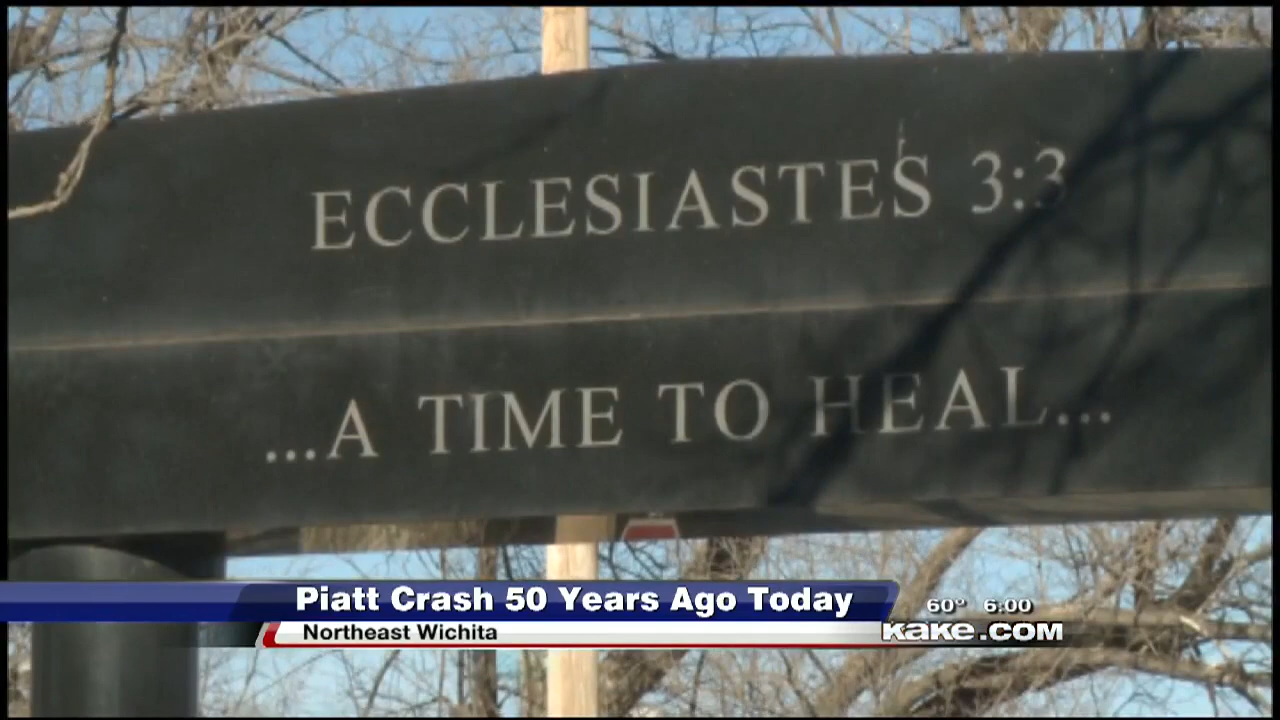 ECCLESIASTES 3:3
...A TIME TO HEAL...
Piatt Crash 50 Years Ago Today
60° 6:00
Northeast Wichita
KAKE.COM